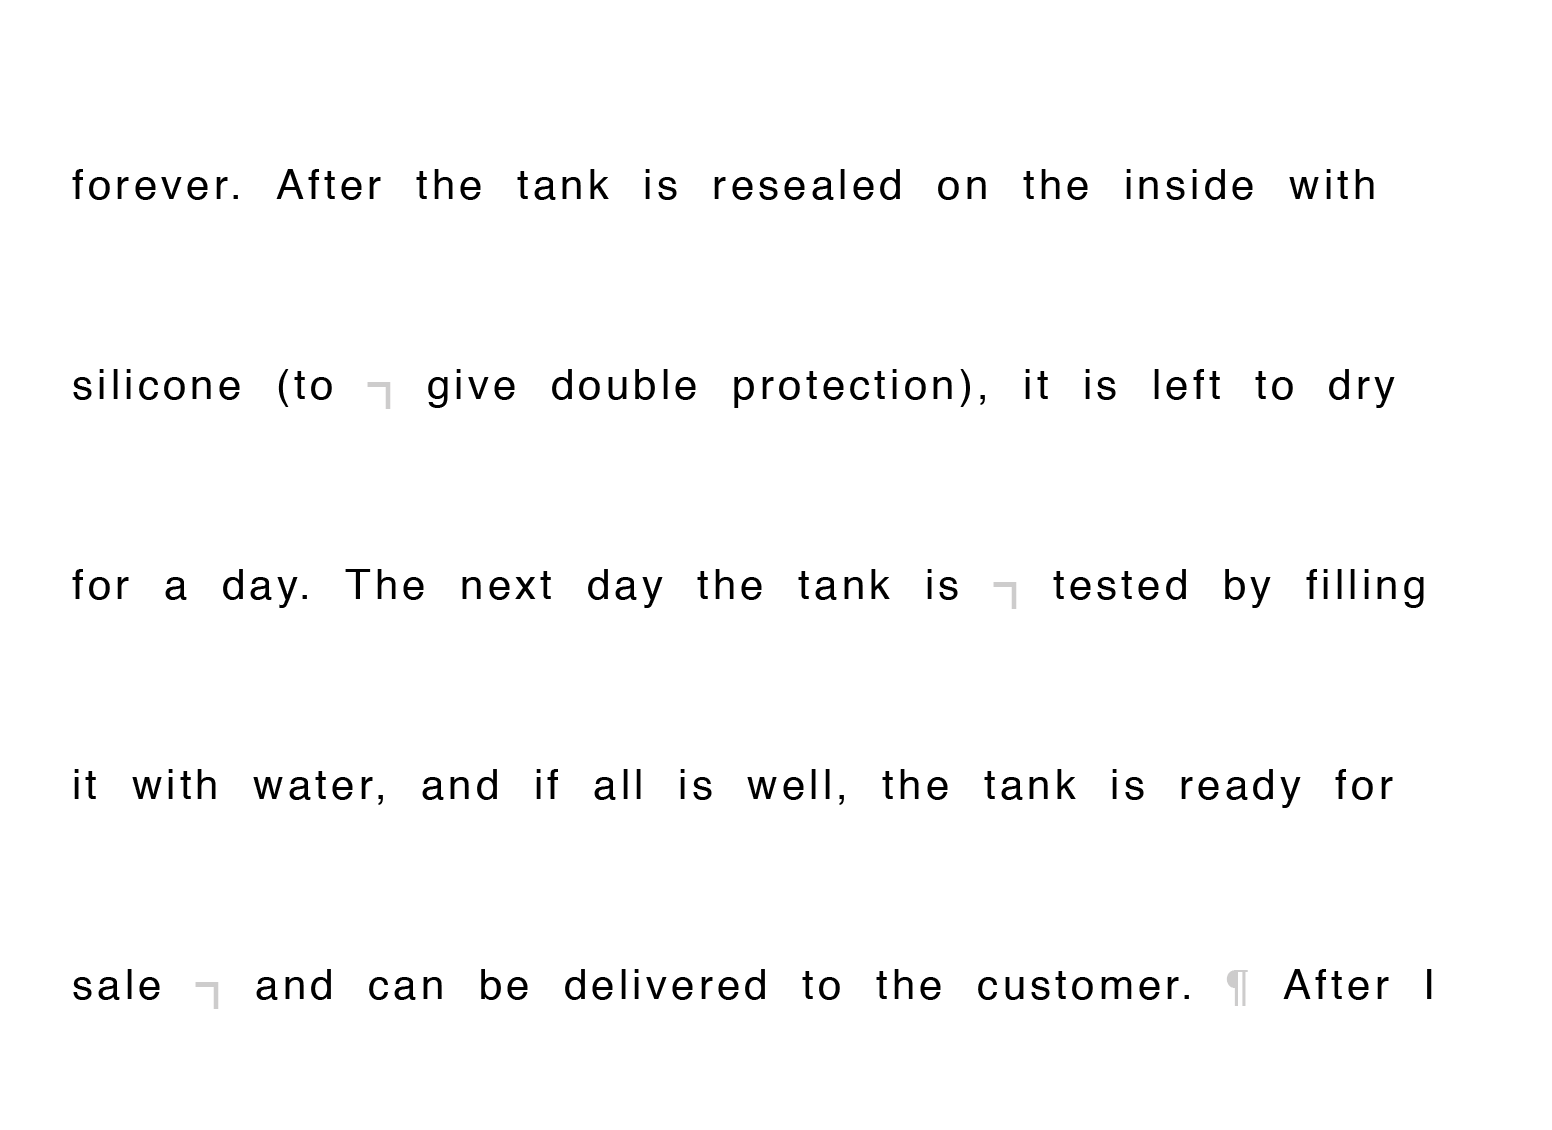 forever. After the tank is resealed on the inside with
silicone (to ¬ give double protection), it is left to dry
for a day. The next day the tank is ¬ tested by filling
it with water, and if all is well, the tank is ready for
sale ¬ and can be delivered to the customer. ¶ After I